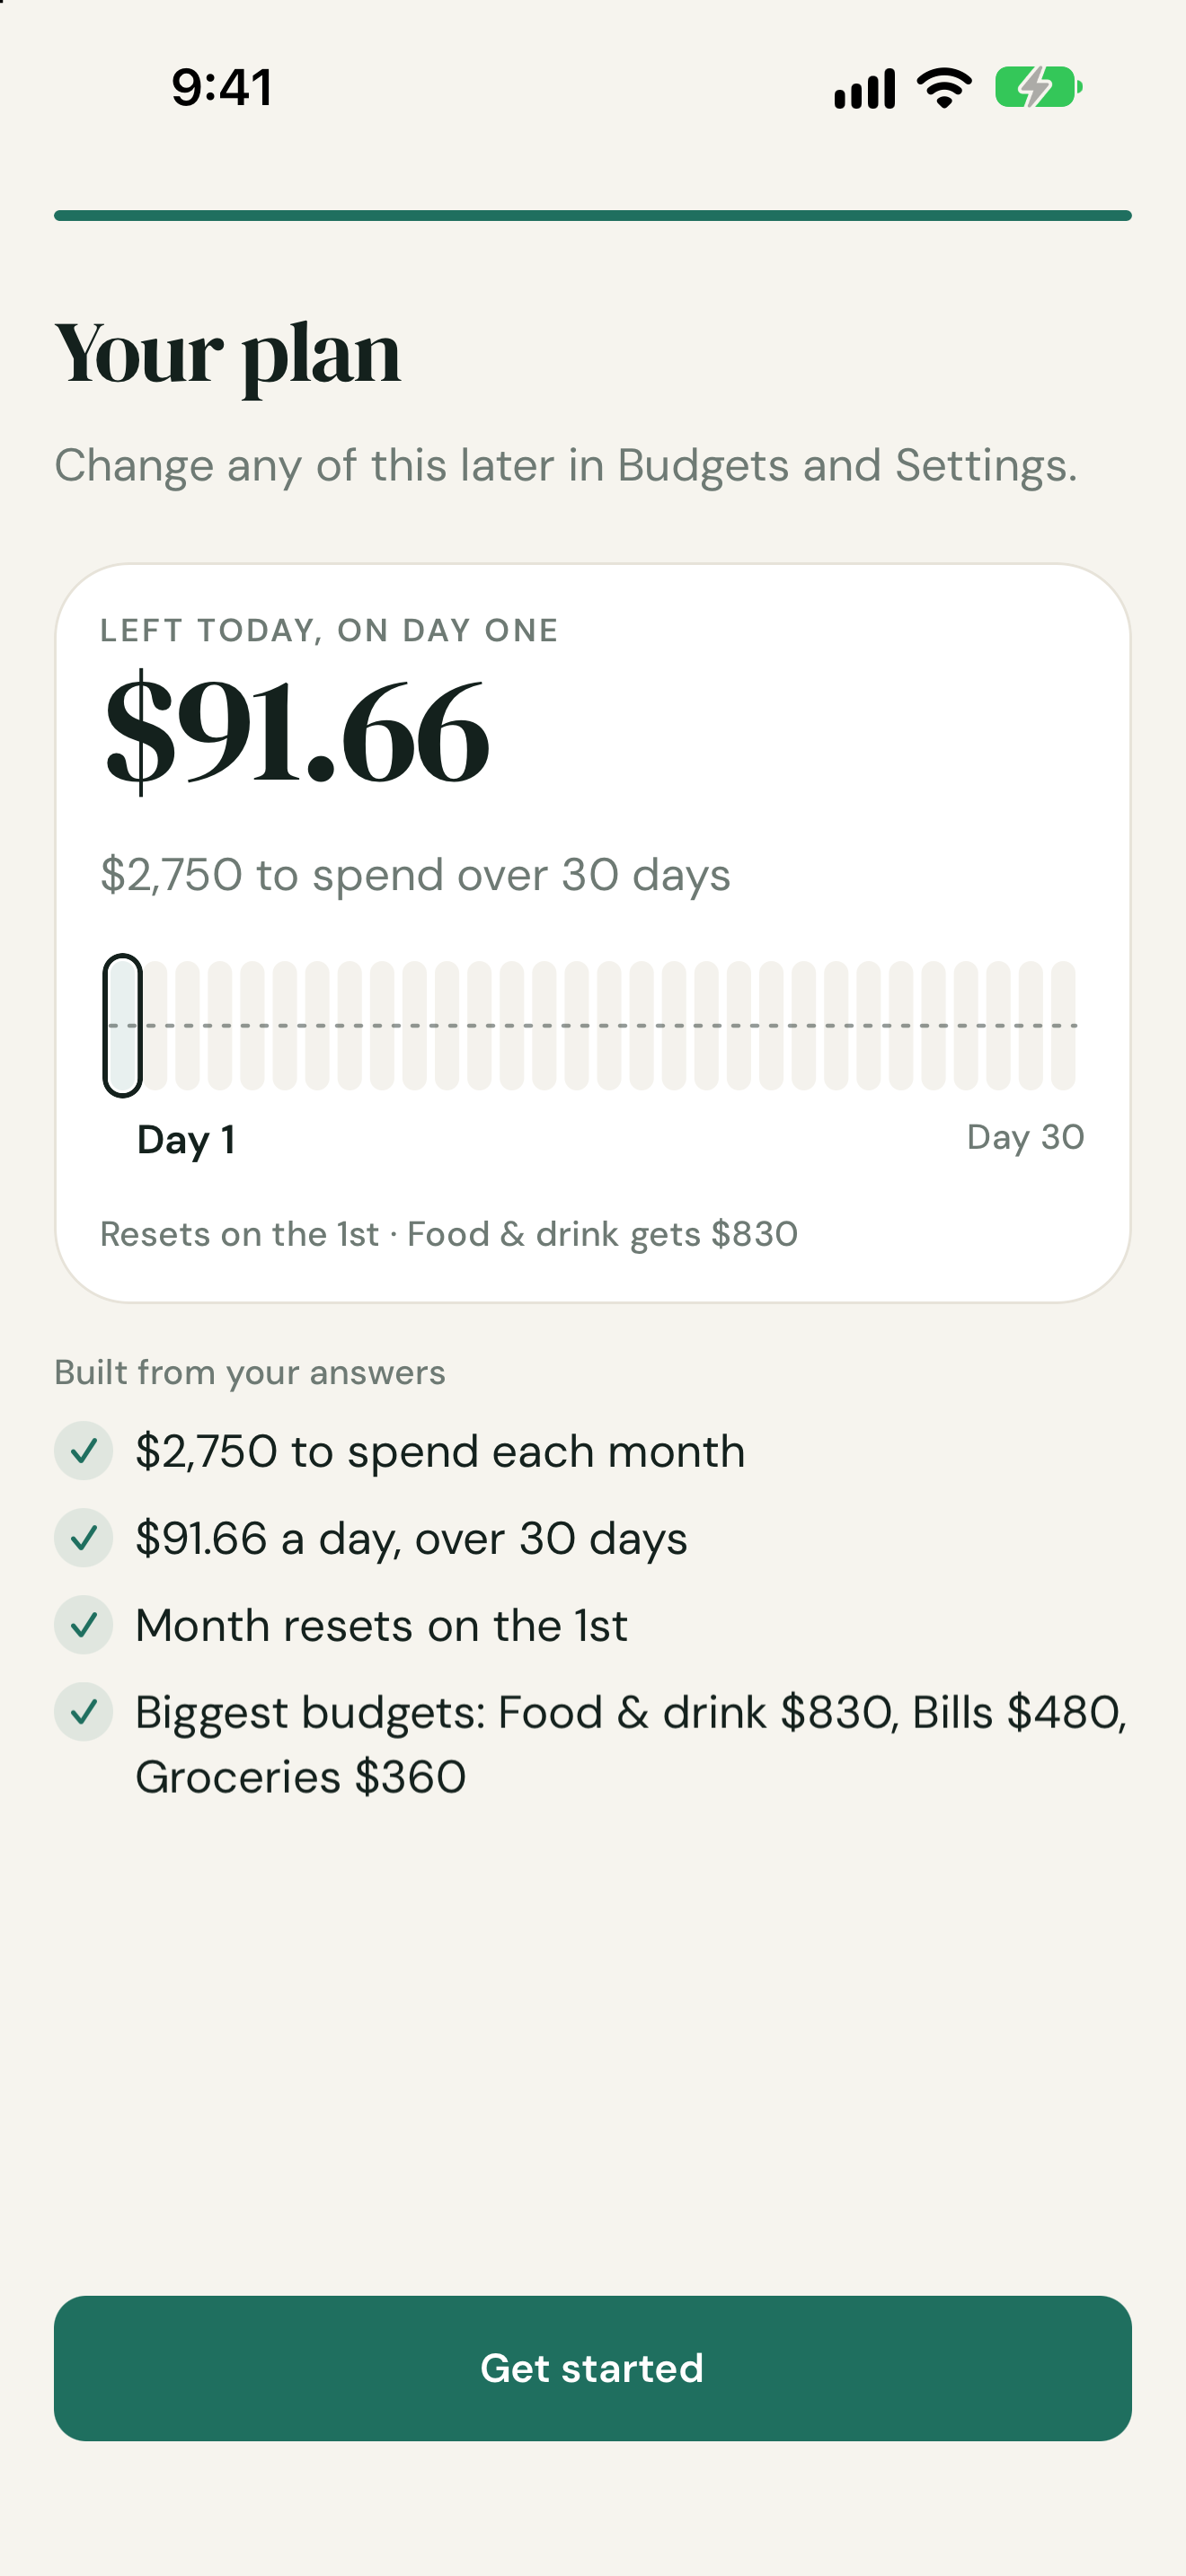 9:41
Your plan
Change any of this later in Budgets and Settings.
LEFT TODAY, ON DAY ONE
$91.66
$2,750 to spend over 30 days
Day 1
Day 30
Resets on the 1st · Food & drink gets $830
Built from your answers
$2,750 to spend each month
$91.66 a day, over 30 days
Month resets on the 1st
Biggest budgets: Food & drink $830, Bills $480,
Groceries $360
Get started